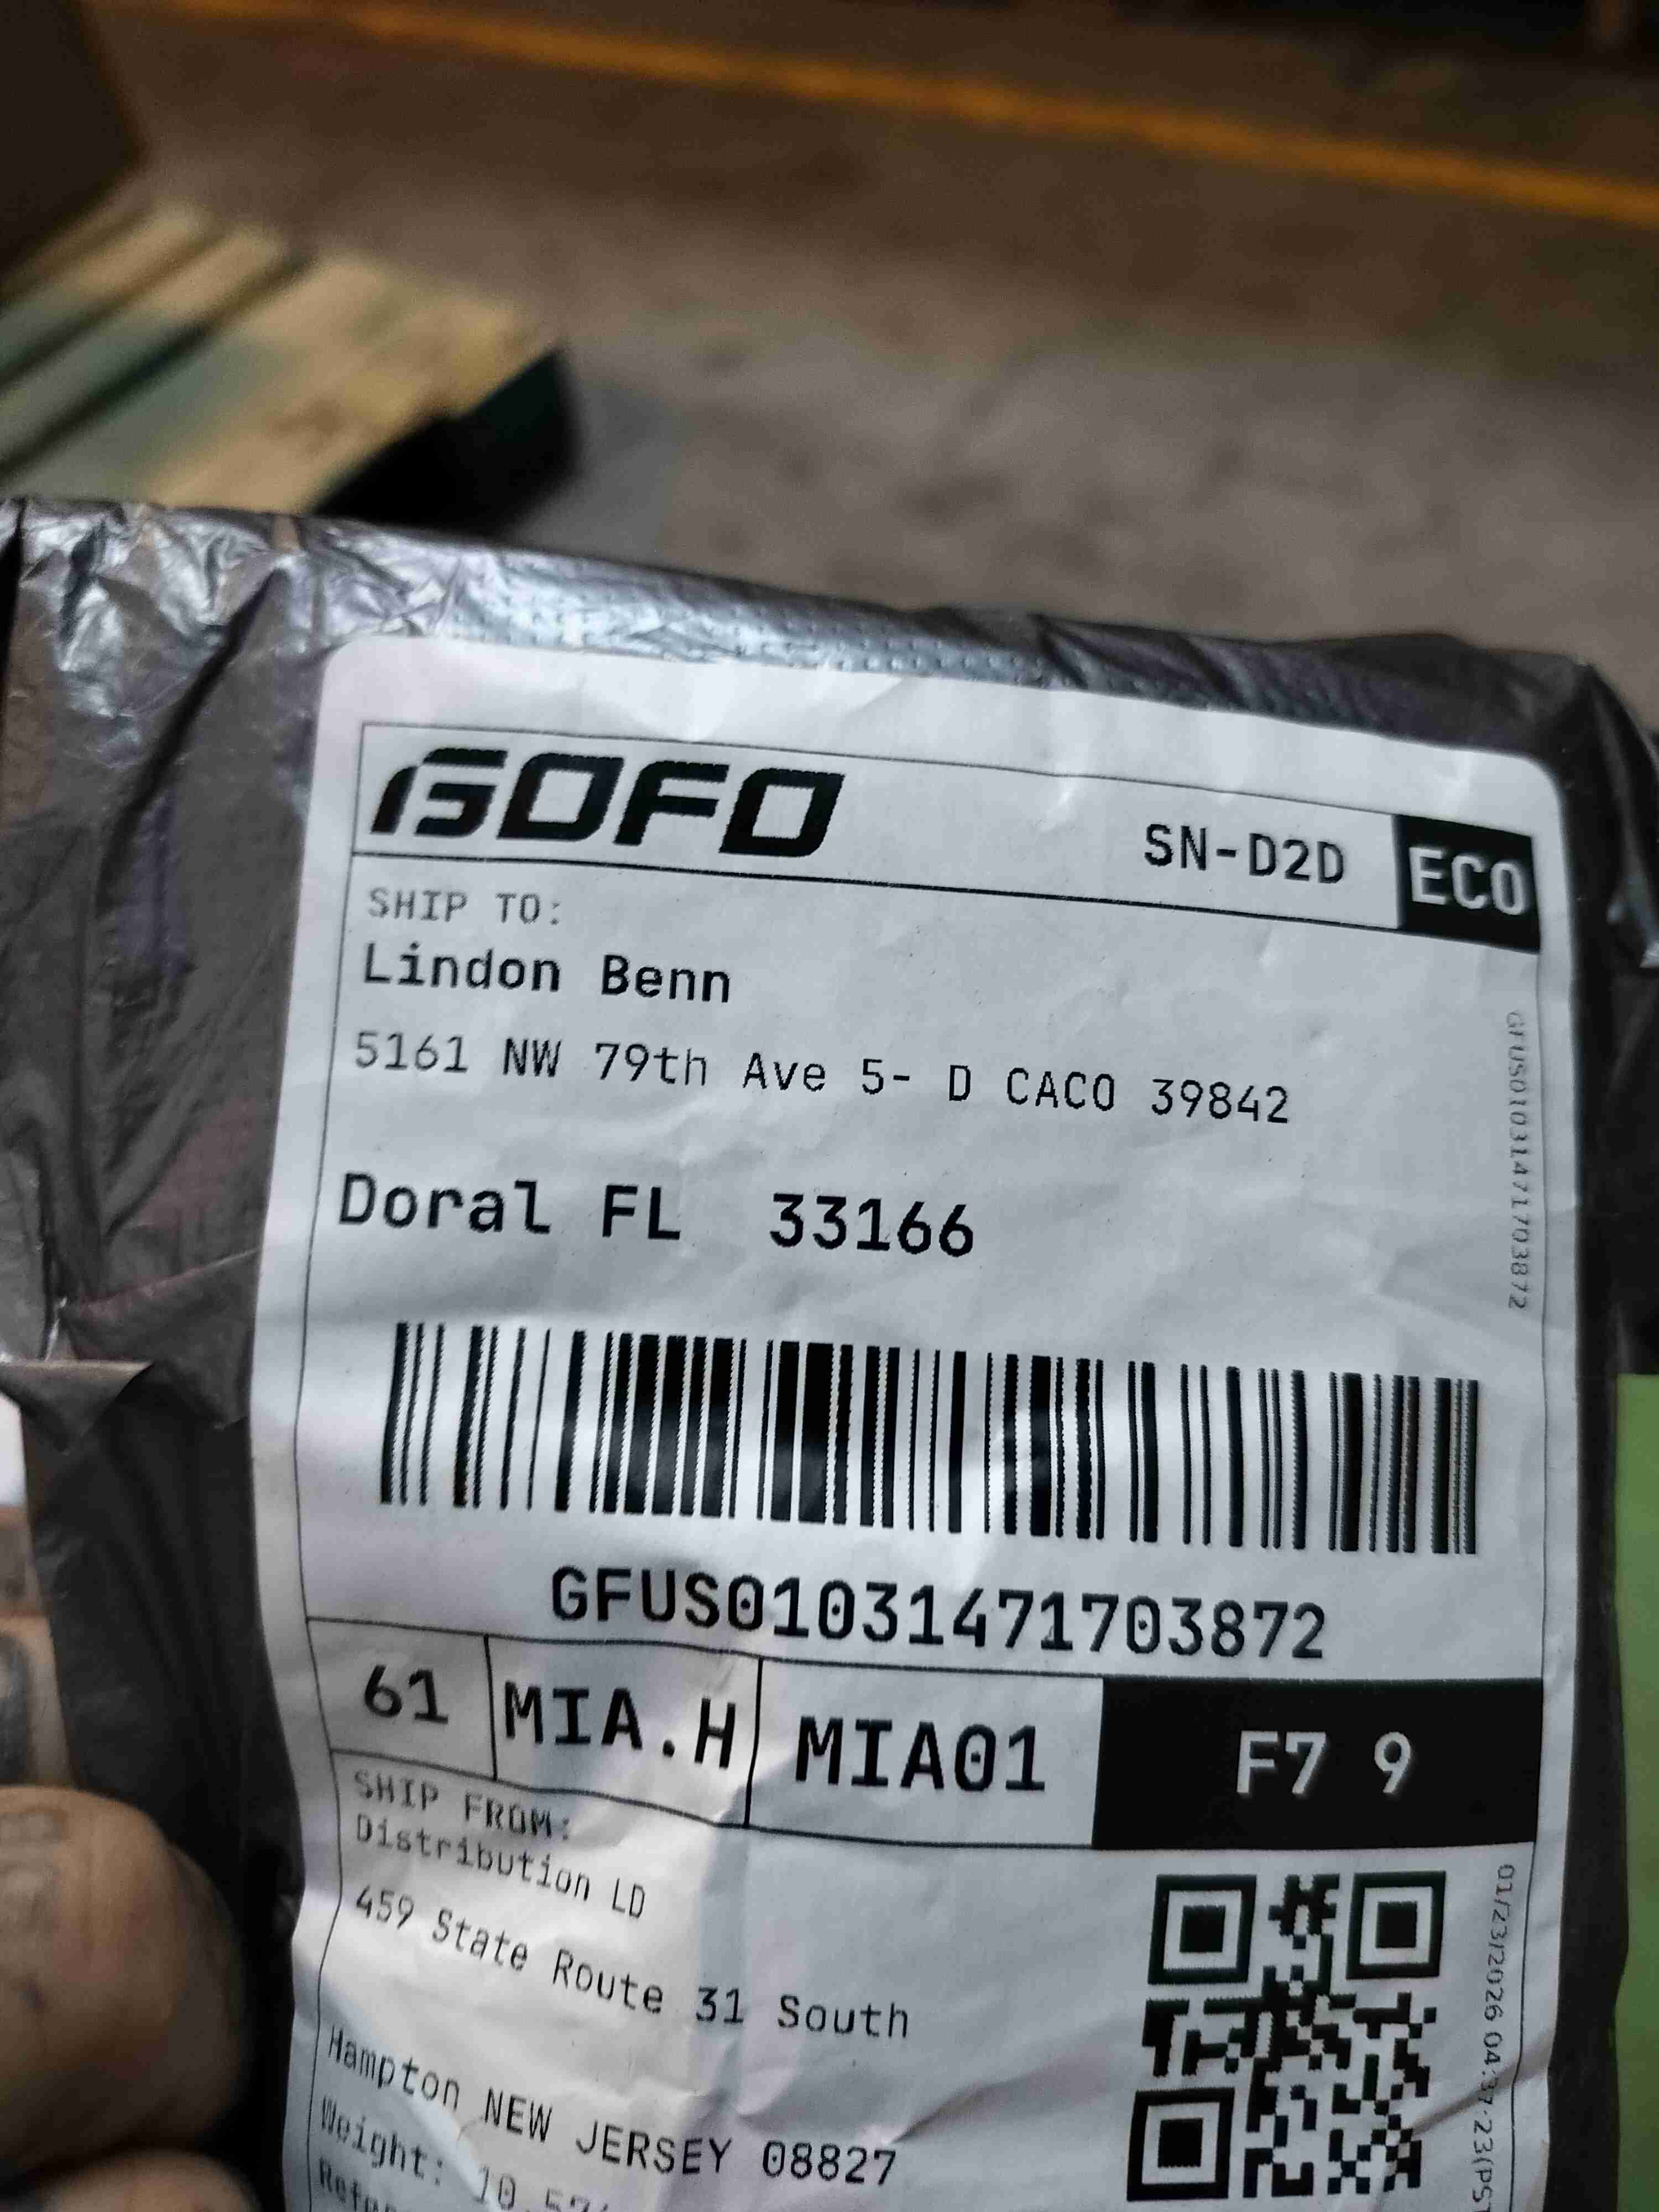 GOFO
SN-D2D
ECO
SHIP TO:
Lindon Benn
5161 NW 79th Ave 5- D CACO 39842
Doral FL 33166
GFUS01031471703872
GFUS01031471703872
61
MIA.H
MIA01
F7 9
SHIP FROM:
Distribution LD
459 State Route 31 South
Hampton NEW JERSEY 08827
Weight:
01/23/2026